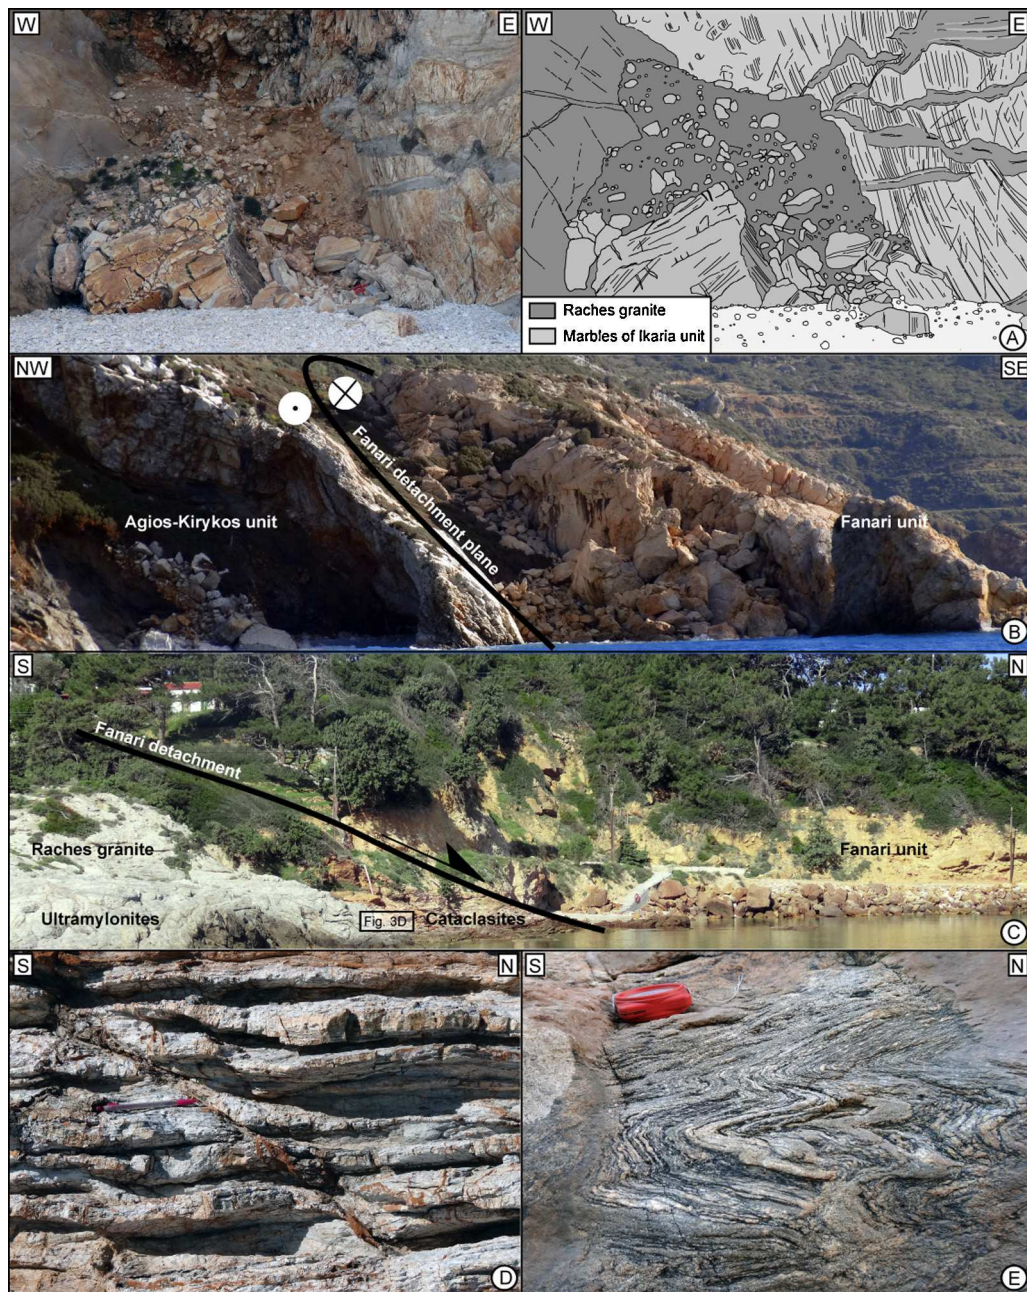 W
E
W
E
Raches granite
Marbles of Ikaria unit
A
NW
SE
Fanari detachment plane
Agios-Kirykos unit
Fanari unit
B
S
N
Fanari detachment
Raches granite
Fanari unit
Ultramylonites
Fig. 3D
Cataclasites
C
S
N
D
S
N
E